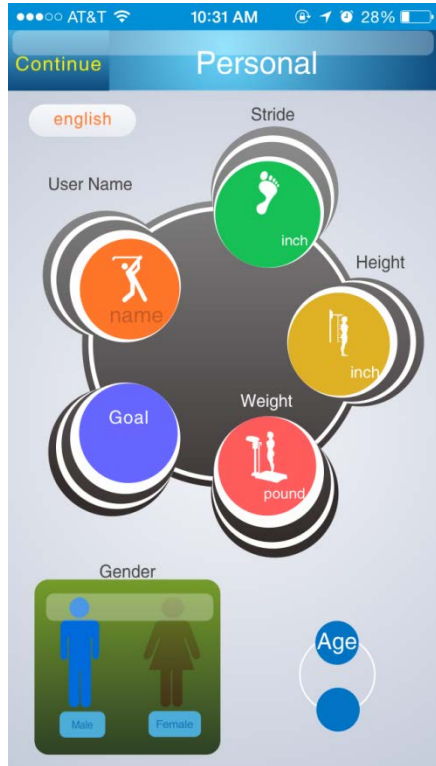 AT&T 10:31 AM 28%
Continue Personal
english
Stride
User Name
inch
Height
name
inch
Goal
Weight
pound
Gender
Age
Male Female